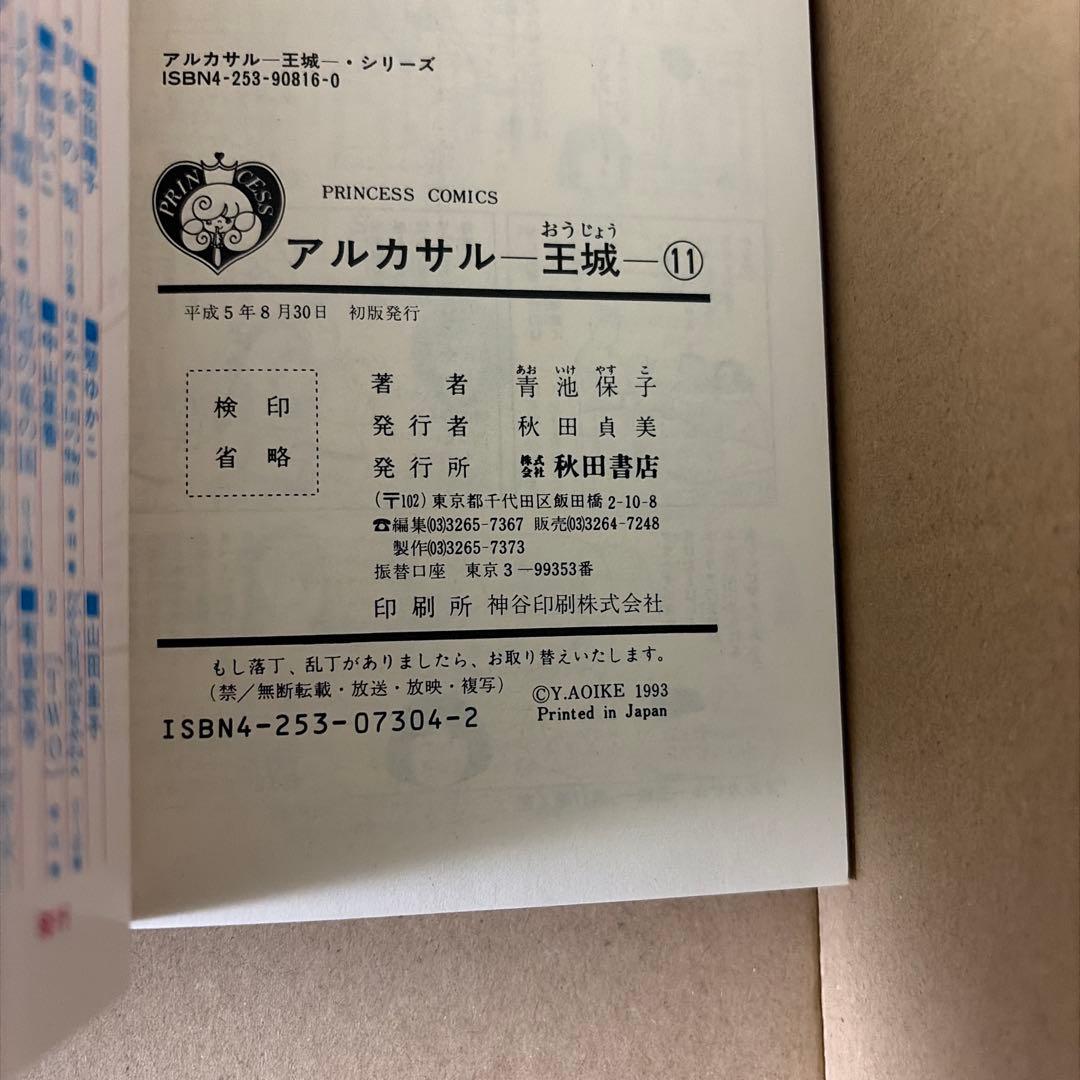 アルカサル―王城―・シリーズ
ISBN4-253-90816-0
PRINCESS
PRINCESS COMICS
おうじょう
アルカサル―王城―⑪
平成5年8月30日 初版発行
検印
省略
あお いけ やす こ
著者 青池保子
発行者 秋田貞美
発行所 株式会社 秋田書店
(〒102)東京都千代田区飯田橋2-10-8
☎編集(03)3265-7367 販売(03)3264-7248
製作(03)3265-7373
振替口座 東京3―99353番
印刷所 神谷印刷株式会社
もし落丁、乱丁がありましたら、お取り替えいたします。
(禁/無断転載・放送・放映・複写)
©Y.AOIKE 1993
Printed in Japan
ISBN4-253-07304-2